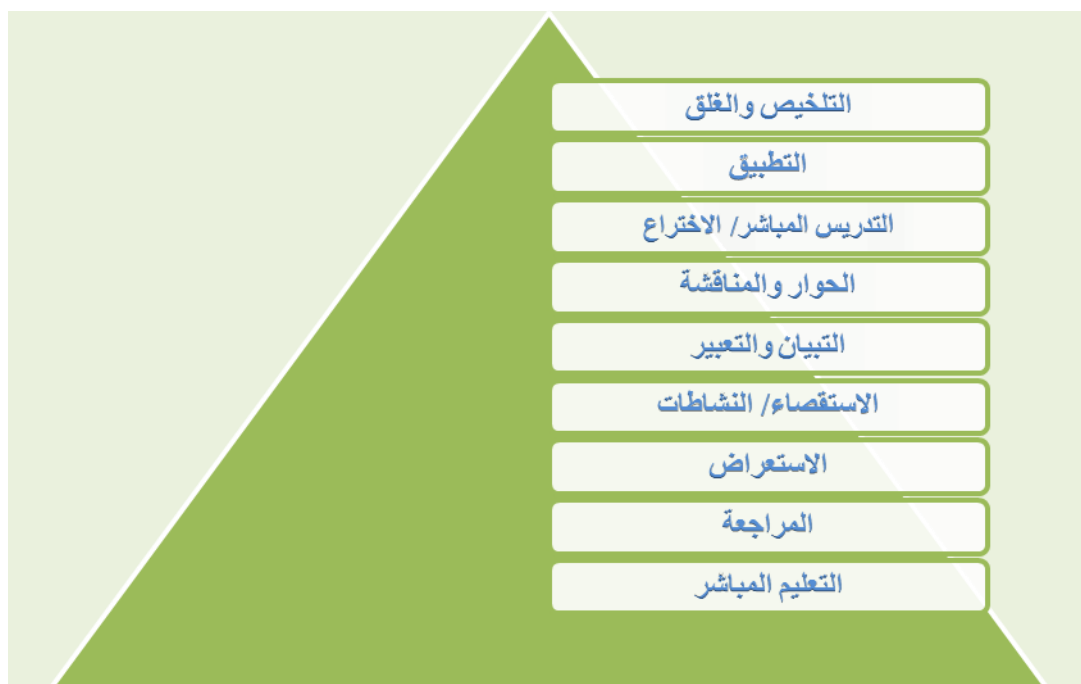 التلخيص والغلق
التطبيق
التدريس المباشر/ الاختراع
الحوار والمناقشة
التبيان والتعبير
الاستقصاء/ النشاطات
الاستعراض
المراجعة
التعليم المباشر